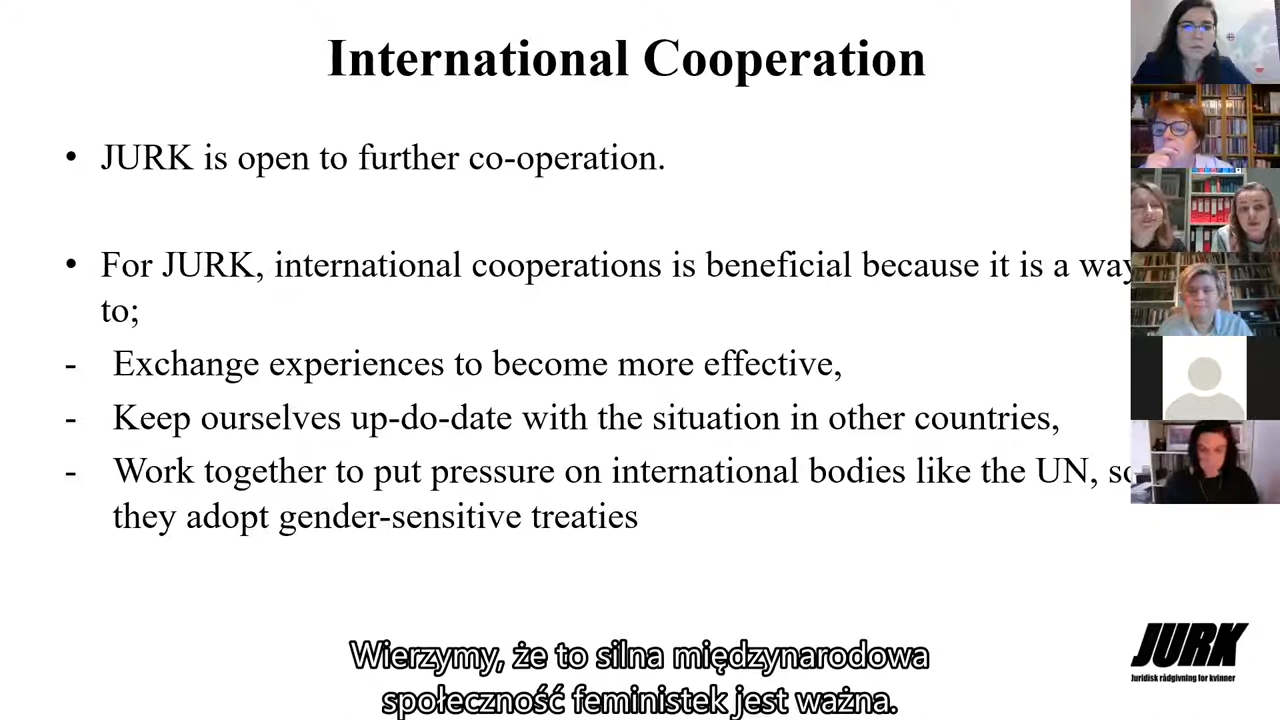 International Cooperation
• JURK is open to further co-operation.
• For JURK, international cooperations is beneficial because it is a way
to;
- Exchange experiences to become more effective,
- Keep ourselves up-do-date with the situation in other countries,
- Work together to put pressure on international bodies like the UN, so
they adopt gender-sensitive treaties
JURK
Juridisk rådgivning for kvinner
Wierzymy, że to silna międzynarodowa
społeczność feministek jest ważna.